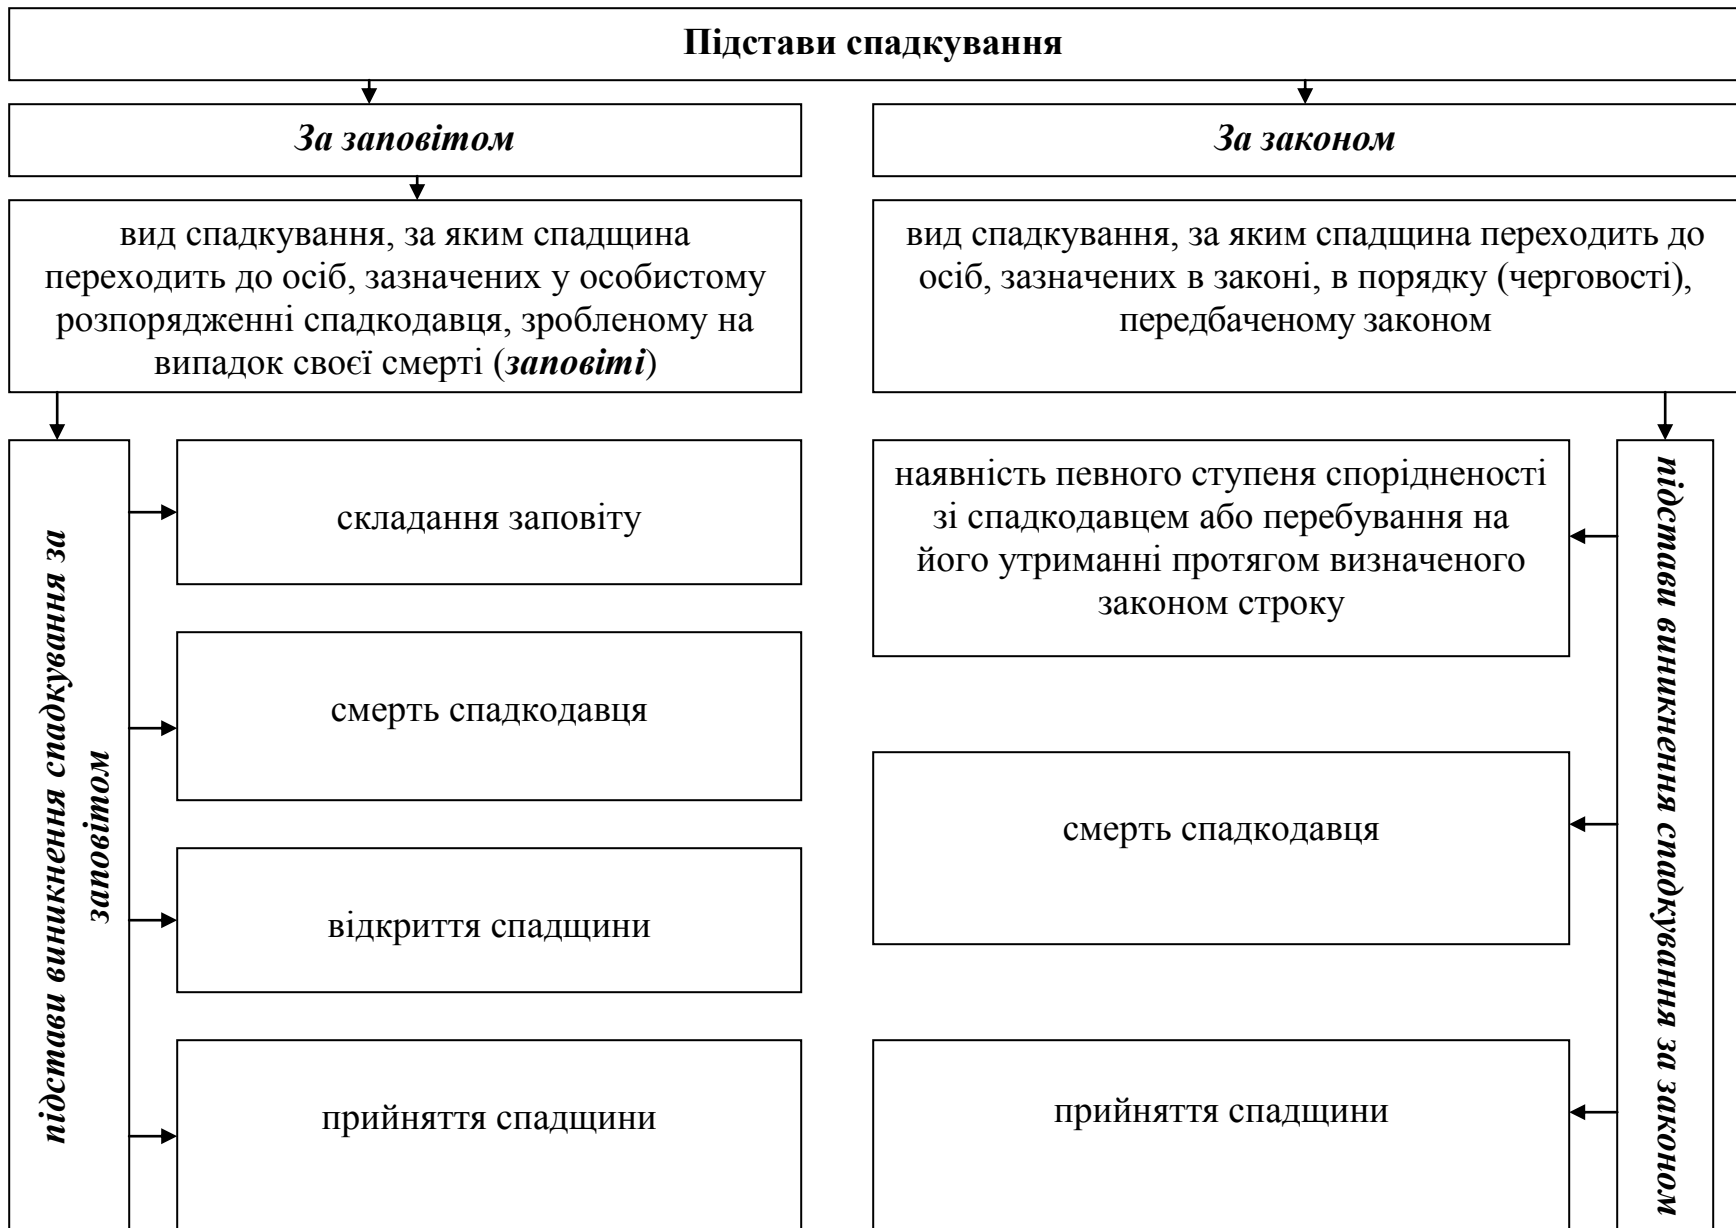 Підстави спадкування
За заповітом
За законом
вид спадкування, за яким спадщина
переходить до осіб, зазначених у особистому
розпорядженні спадкодавця, зробленому на
випадок своєї смерті (заповіті)
вид спадкування, за яким спадщина переходить до
осіб, зазначених в законі, в порядку (черговості),
передбаченому законом
підстави виникнення спадкування за
заповітом
складання заповіту
смерть спадкодавця
відкриття спадщини
прийняття спадщини
наявність певного ступеня спорідненості
зі спадкодавцем або перебування на
його утриманні протягом визначеного
законом строку
смерть спадкодавця
прийняття спадщини
підстави виникнення спадкування за законом